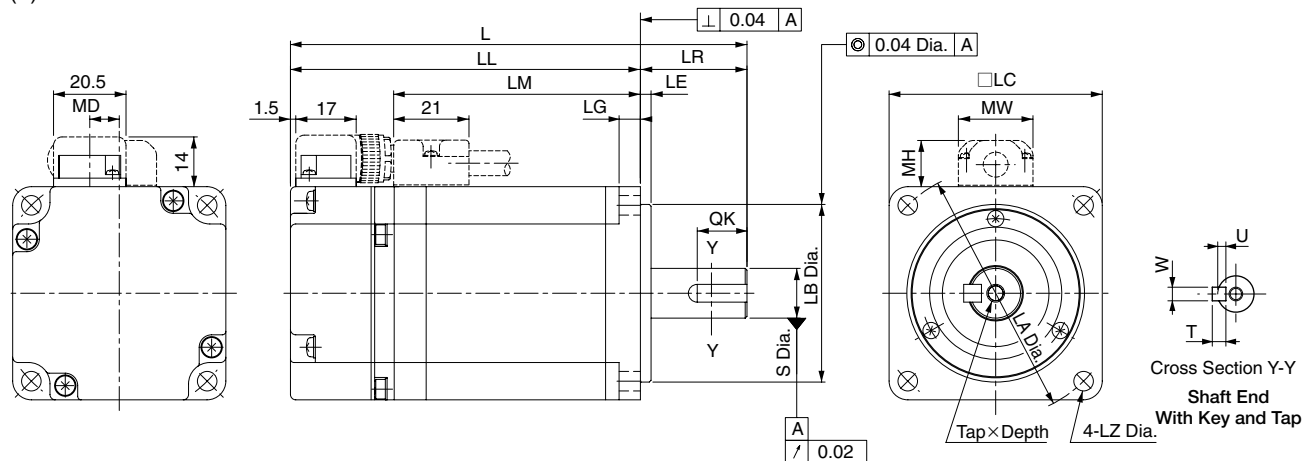 ⊥ 0.04 A
L
◎ 0.04 Dia. A
LL LR
20.5
MD
LM LE
□LC
MW
1.5 17 21 LG
14
MH
QK
Y
Y
LB Dia.
S Dia.
LA Dia.
U
W
T
Cross Section Y-Y
Shaft End
With Key and Tap
Tap×Depth
4-LZ Dia.
A
↗ 0.02